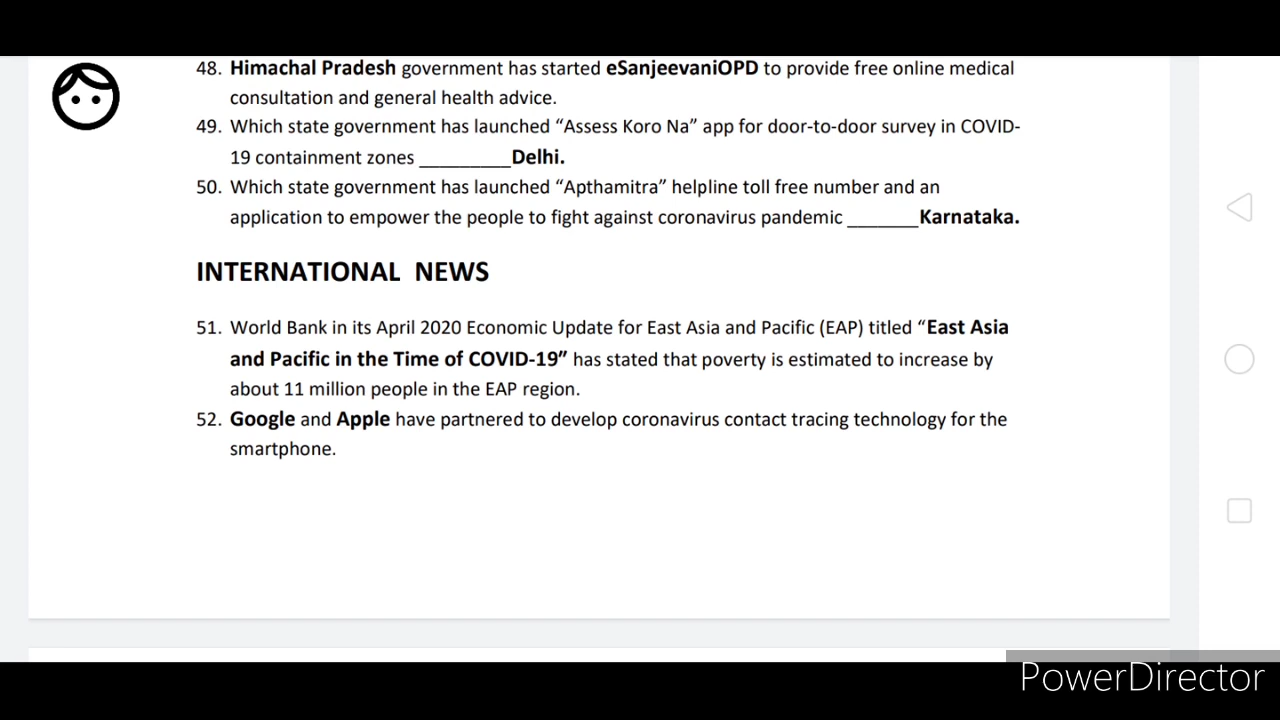 48. Himachal Pradesh government has started eSanjeevaniOPD to provide free online medical
consultation and general health advice.
49. Which state government has launched “Assess Koro Na” app for door-to-door survey in COVID-
19 containment zones _________Delhi.
50. Which state government has launched “Apthamitra” helpline toll free number and an
application to empower the people to fight against coronavirus pandemic _______Karnataka.
INTERNATIONAL NEWS
51. World Bank in its April 2020 Economic Update for East Asia and Pacific (EAP) titled “East Asia
and Pacific in the Time of COVID-19” has stated that poverty is estimated to increase by
about 11 million people in the EAP region.
52. Google and Apple have partnered to develop coronavirus contact tracing technology for the
smartphone.
PowerDirector